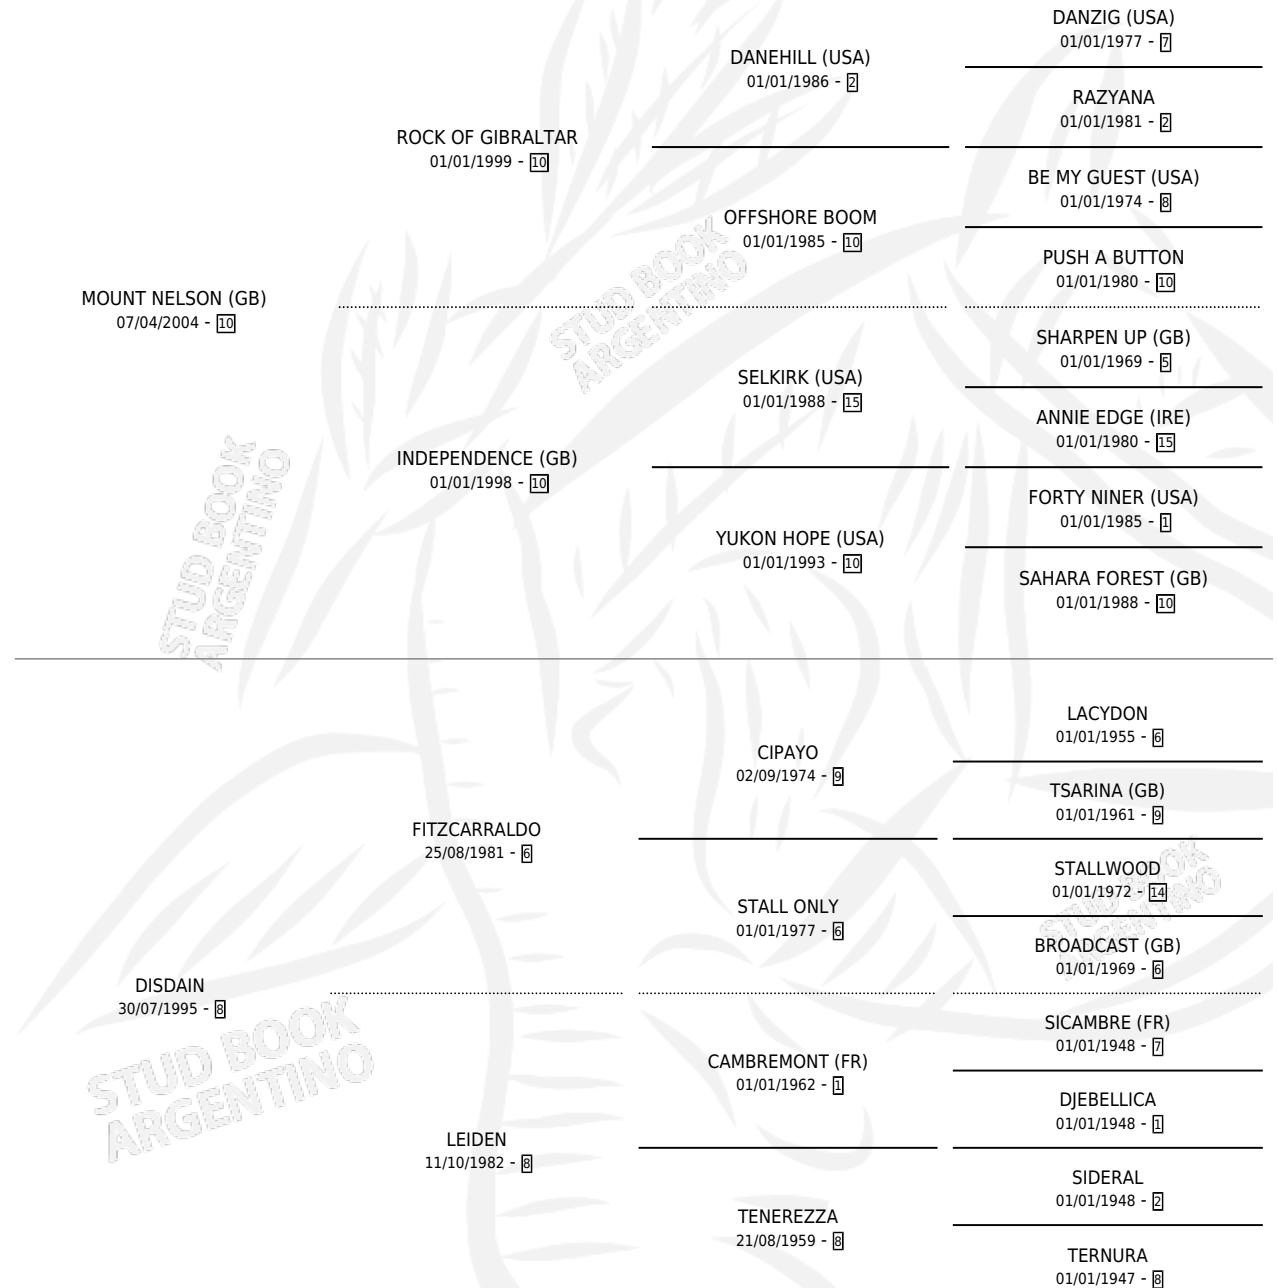 DANZIG (USA)
01/01/1977 - 7
DANEHILL (USA)
01/01/1986 - 2
RAZYANA
01/01/1981 - 2
ROCK OF GIBRALTAR
01/01/1999 - 10
BE MY GUEST (USA)
01/01/1974 - 8
OFFSHORE BOOM
01/01/1985 - 10
PUSH A BUTTON
01/01/1980 - 10
MOUNT NELSON (GB)
07/04/2004 - 10
STUD BOOK
ARGENTINO
SHARPEN UP (GB)
01/01/1969 - 5
SELKIRK (USA)
01/01/1988 - 15
ANNIE EDGE (IRE)
01/01/1980 - 15
INDEPENDENCE (GB)
01/01/1998 - 10
FORTY NINER (USA)
01/01/1985 - 1
YUKON HOPE (USA)
01/01/1993 - 10
SAHARA FOREST (GB)
01/01/1988 - 10
STUD BOOK
ARGENTINO
LACYDON
01/01/1955 - 6
CIPAYO
02/09/1974 - 9
TSARINA (GB)
01/01/1961 - 9
FITZCARRALDO
25/08/1981 - 6
STALLWOOD
01/01/1972 - 14
STALL ONLY
01/01/1977 - 6
STUD BOOK
ARGENTINO
BROADCAST (GB)
01/01/1969 - 6
DISDAIN
30/07/1995 - 8
SICAMBRE (FR)
01/01/1948 - 7
CAMBREMONT (FR)
01/01/1962 - 1
DJEBELLICA
01/01/1948 - 1
STUD BOOK
ARGENTINO
LEIDEN
11/10/1982 - 8
SIDERAL
01/01/1948 - 2
TENEREZZA
21/08/1959 - 8
TERNURA
01/01/1947 - 8